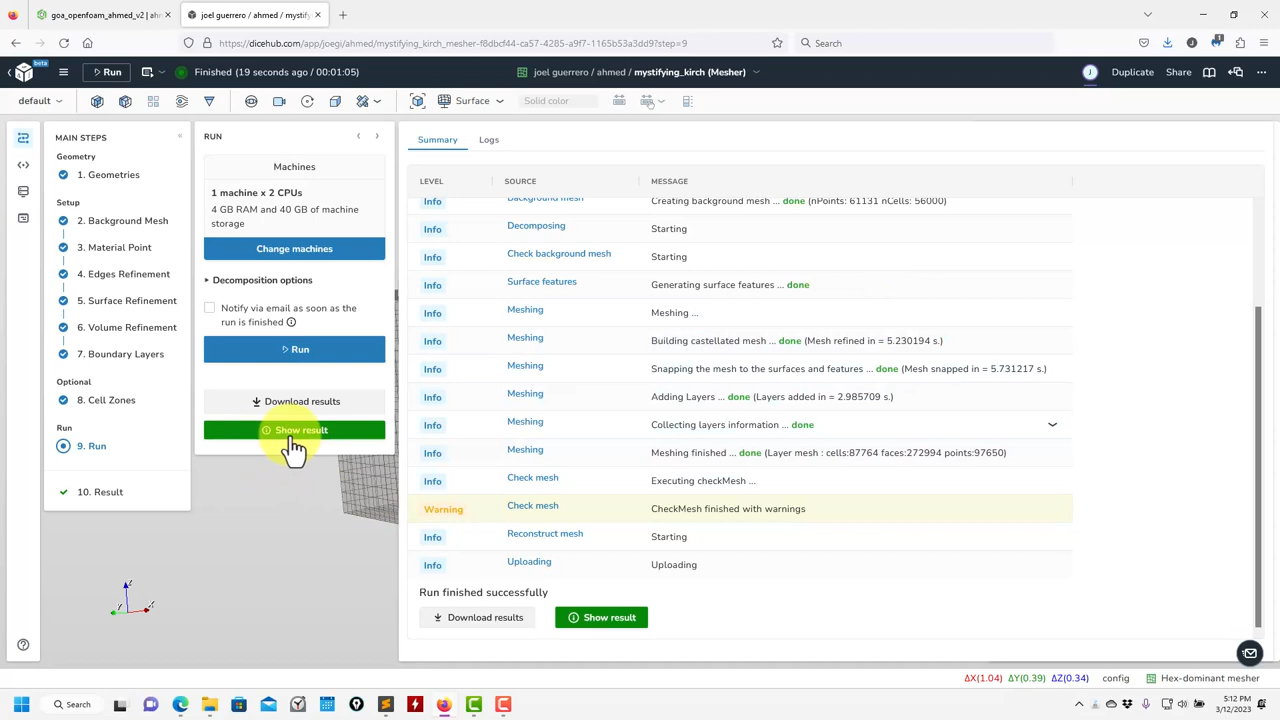 goa_openfoam_ahmed_v2 | ahm
joel guerrero / ahmed / mystify
https://dicehub.com/app/joegi/ahmed/mystifying_kirch_mesher-f8dbcf44-ca57-4285-a9f7-1165b53a3dd9?step=9
Search
beta
Run
Finished (19 seconds ago / 00:01:05)
joel guerrero / ahmed / mystifying_kirch (Mesher)
J
Duplicate
Share
default
Surface
Solid color
MAIN STEPS
Geometry
1. Geometries
Setup
2. Background Mesh
3. Material Point
4. Edges Refinement
5. Surface Refinement
6. Volume Refinement
7. Boundary Layers
Optional
8. Cell Zones
Run
9. Run
10. Result
RUN
Machines
1 machine x 2 CPUs
4 GB RAM and 40 GB of machine
storage
Change machines
Decomposition options
Notify via email as soon as the
run is finished
Run
Download results
Show result
Summary
Logs
LEVEL SOURCE MESSAGE
Info Background mesh Creating background mesh ... done (nPoints: 61131 nCells: 56000)
Info Decomposing Starting
Info Check background mesh Starting
Info Surface features Generating surface features ... done
Info Meshing Meshing ...
Info Meshing Building castellated mesh ... done (Mesh refined in = 5.230194 s.)
Info Meshing Snapping the mesh to the surfaces and features ... done (Mesh snapped in = 5.731217 s.)
Info Meshing Adding Layers ... done (Layers added in = 2.985709 s.)
Info Meshing Collecting layers information ... done
Info Meshing Meshing finished ... done (Layer mesh : cells:87764 faces:272994 points:97650)
Info Check mesh Executing checkMesh ...
Warning Check mesh CheckMesh finished with warnings
Info Reconstruct mesh Starting
Info Uploading Uploading
Run finished successfully
Download results
Show result
Z
Y
X
ΔX(1.04) ΔY(0.39) ΔZ(0.34) config Hex-dominant mesher
Search
5:12 PM
3/12/2023